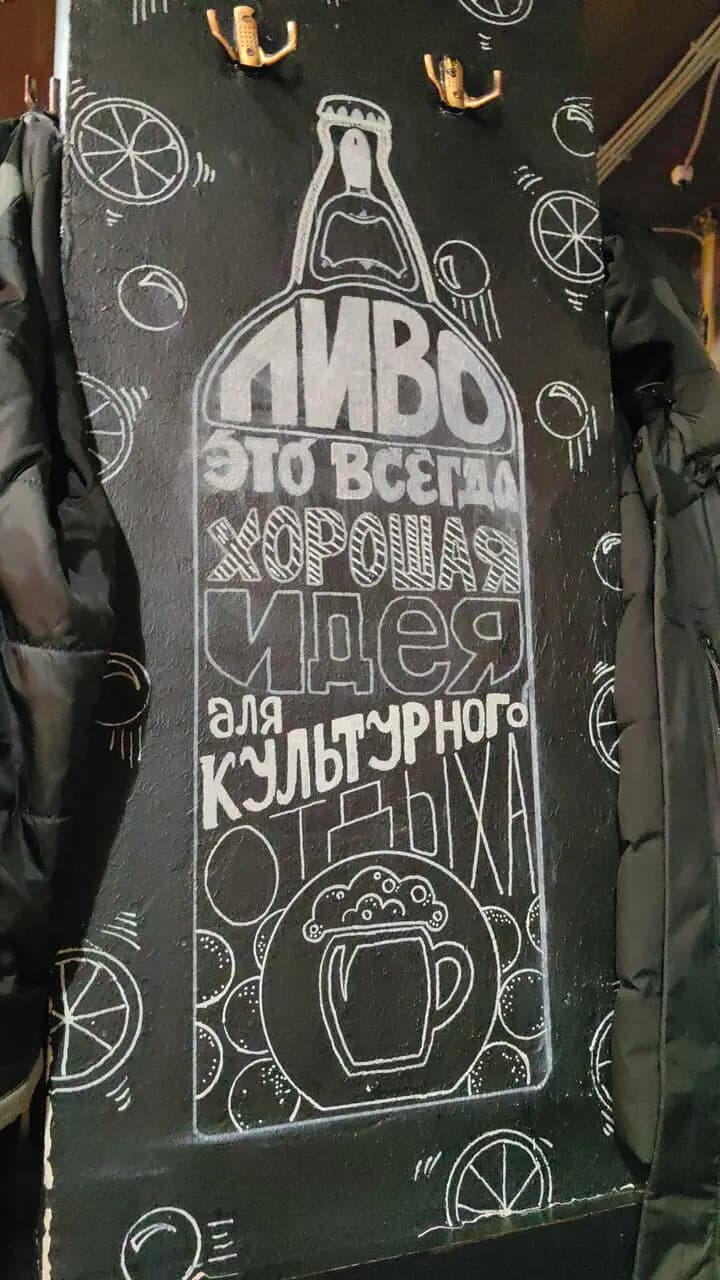 ПИВО
ЭТО ВСЕГДА
ХОРОШАЯ
ИДЕЯ
для
КУЛЬТУРНОГО
ОТДЫХА